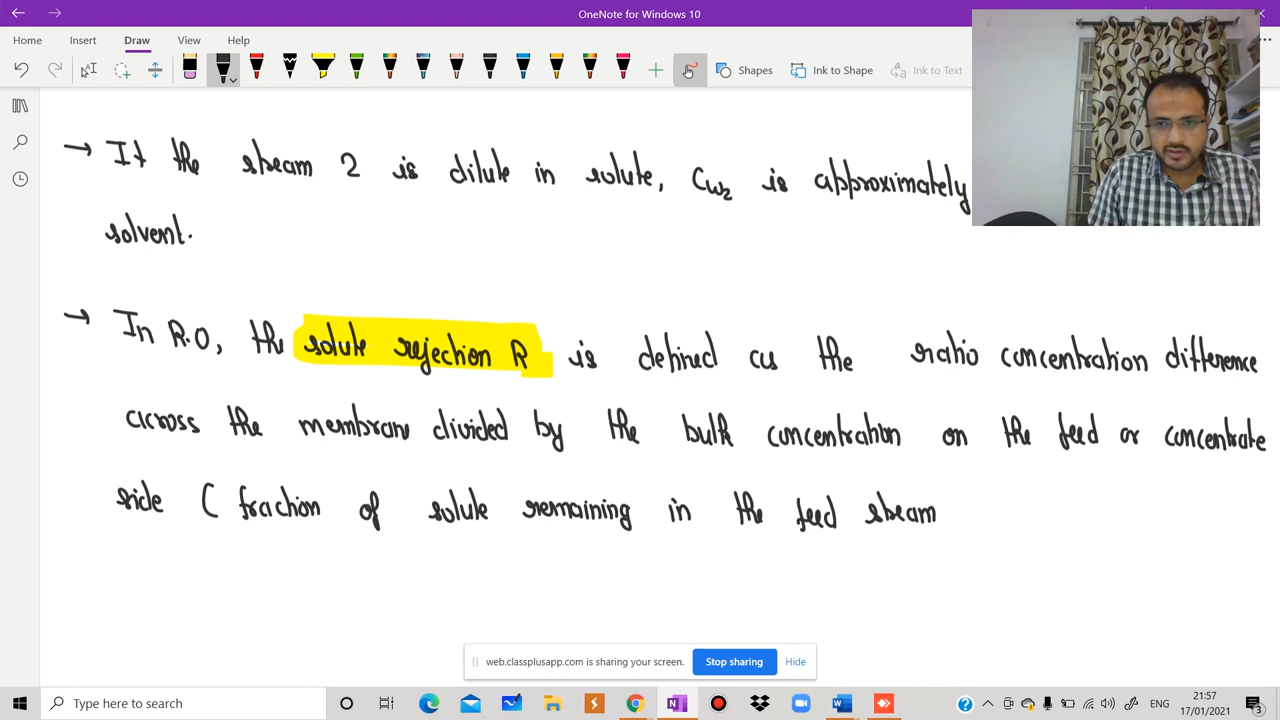 OneNote for Windows 10
Home Insert Draw View Help
Shapes Ink to Shape Ink to Text
→ If the stream 2 is dilute in solute, Cw2 is approximately
solvent.
→ In R.O, the solute rejection R is defined as the ratio concentration difference
across the membrane divided by the bulk concentration on the feed or concentrate
side ( fraction of solute remaining in the feed stream
web.classplusapp.com is sharing your screen. Stop sharing Hide
Type here to search
ENG
21:57
17/01/2021
3